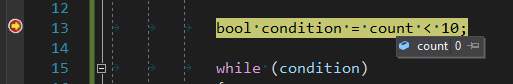 12
13 bool condition = count < 10;
14 count 0
15 while (condition)